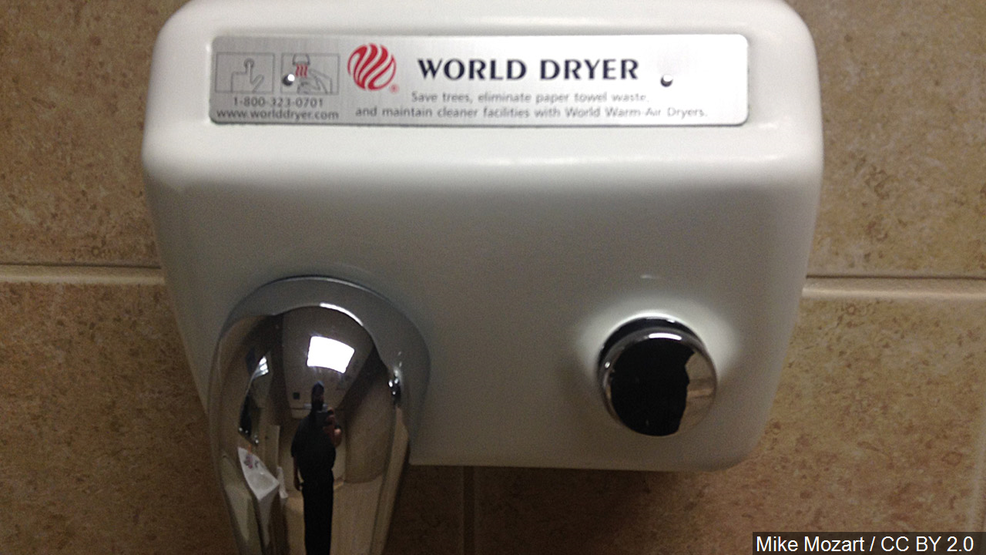 WORLD DRYER
®
Save trees, eliminate paper towel waste,
and maintain cleaner facilities with World Warm Air Dryers.
1-800-323-0701
www.worlddryer.com
Mike Mozart / CC BY 2.0